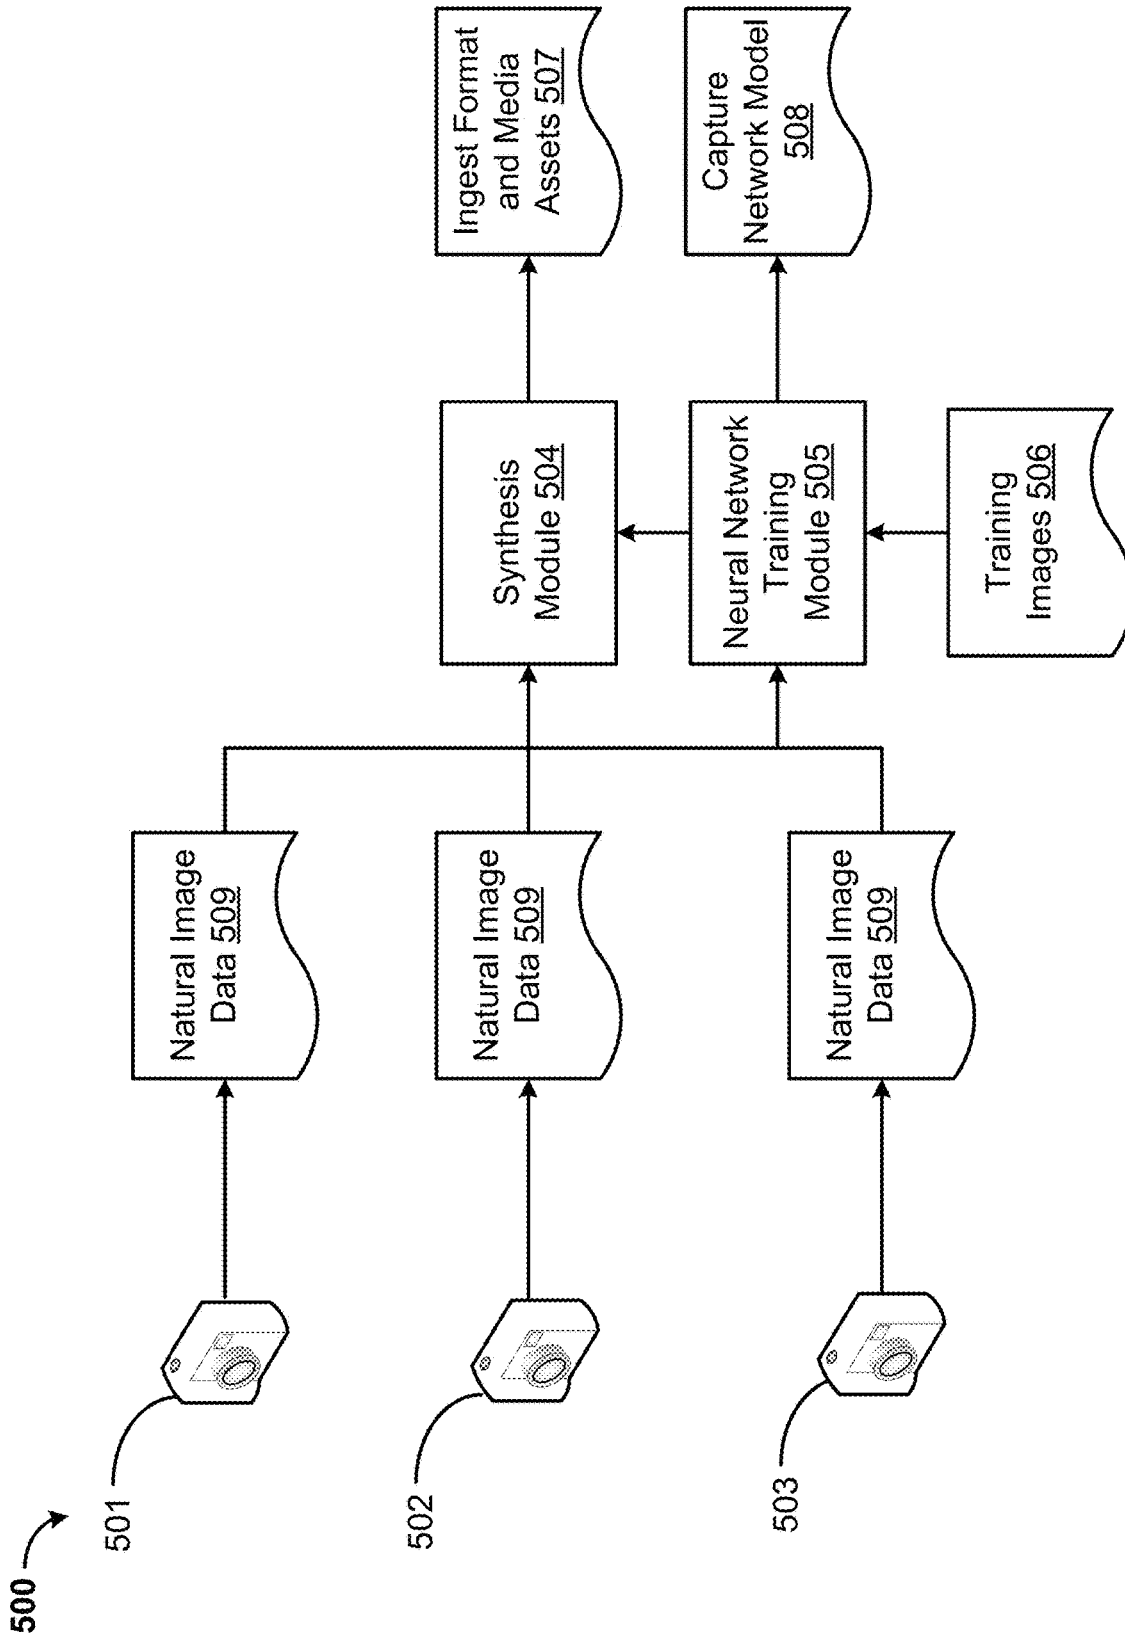 500
501
Natural Image
Data 509
502
Natural Image
Data 509
Synthesis
Module 504
Ingest Format
and Media
Assets 507
503
Natural Image
Data 509
Neural Network
Training
Module 505
Capture
Network Model
508
Training
Images 506